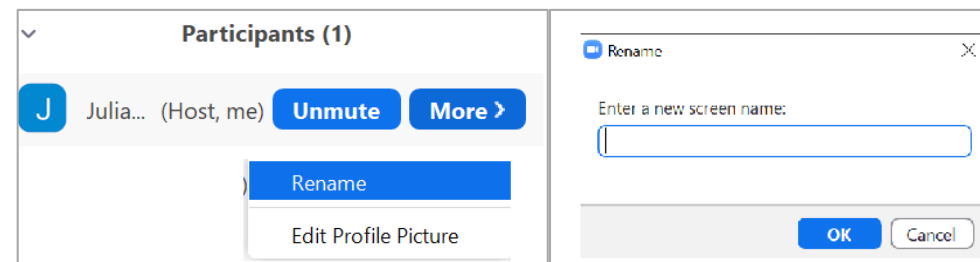 Participants (1)
J Julia... (Host, me) Unmute More >
Rename
Edit Profile Picture
Rename
Enter a new screen name:
OK Cancel